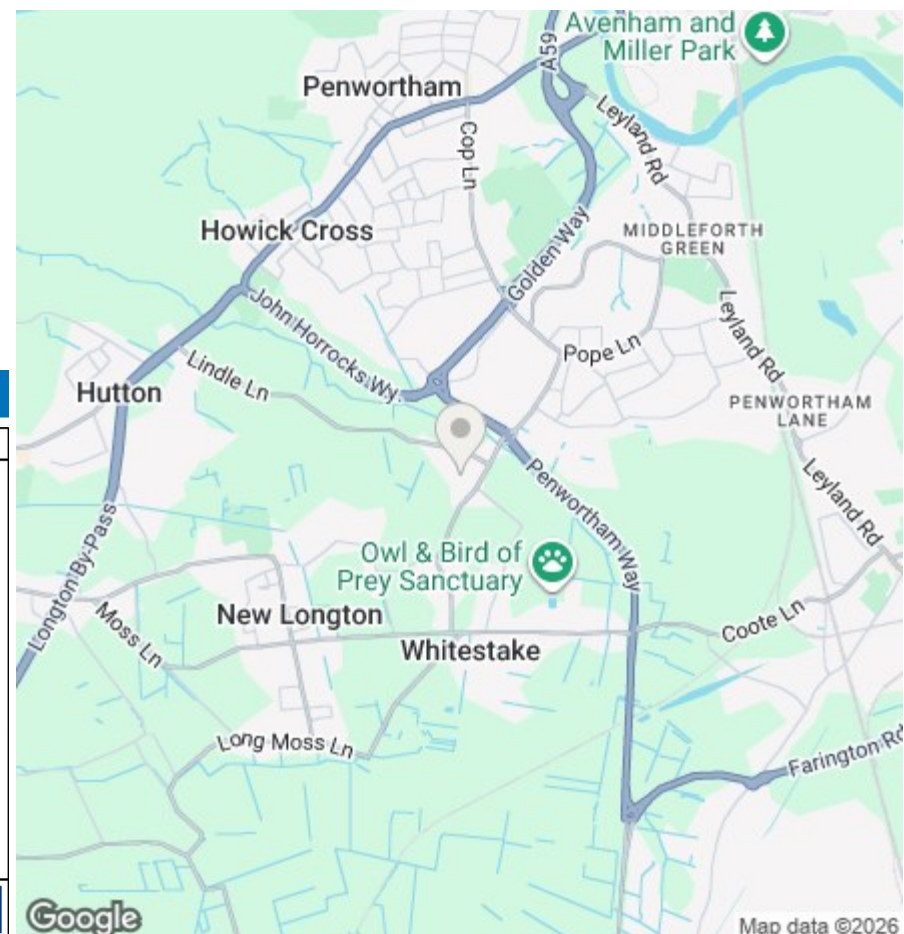 Avenham and
Miller Park
A59
Penwortham
Leyland Rd
Cop Ln
Howick Cross
MIDDLEFORTH
GREEN
Golden Way
John Horrocks Wy.
Leyland Rd
Pope Ln
Lindle Ln
Hutton
PENWORTHAM
LANE
Penwortham Way
Leyland Rd
Longton By-Pass
Owl & Bird of
Prey Sanctuary
New Longton
Moss Ln
Coote Ln
Whitestake
Long Moss Ln
Farington Rd
Google
Map data ©2026